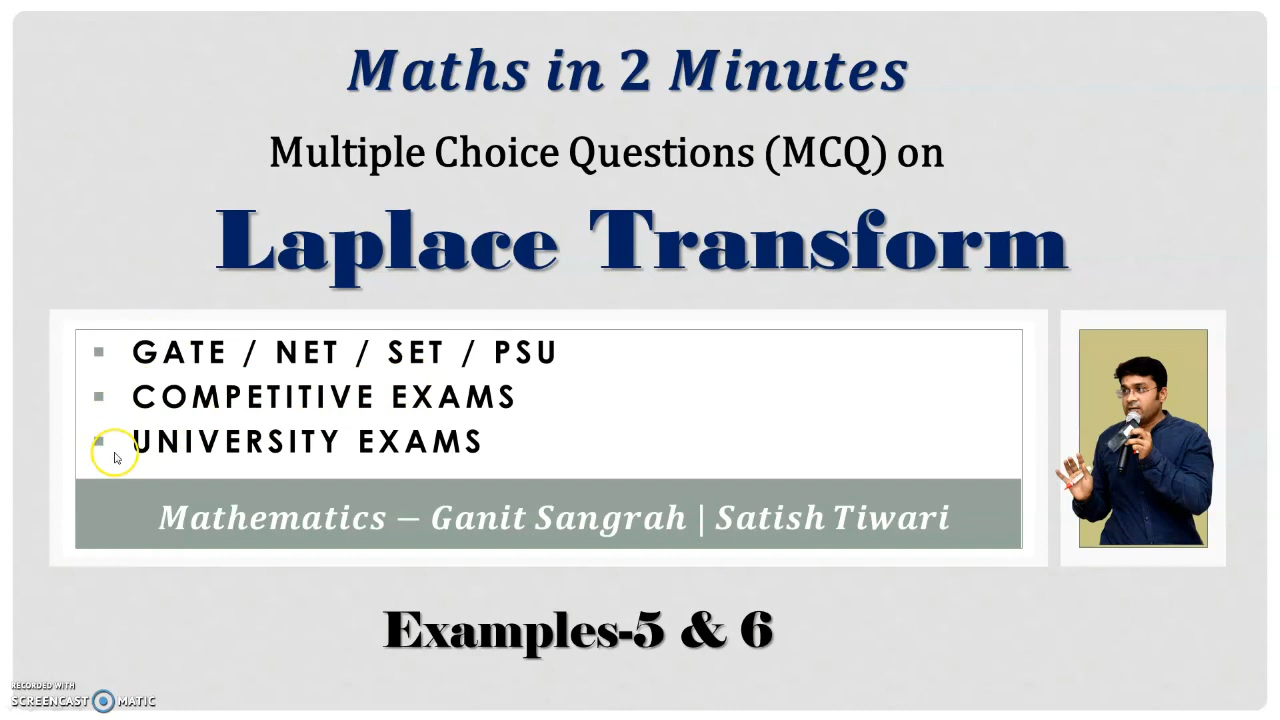 Maths in 2 Minutes
Multiple Choice Questions (MCQ) on
Laplace Transform
GATE / NET / SET / PSU
COMPETITIVE EXAMS
UNIVERSITY EXAMS
Mathematics – Ganit Sangrah | Satish Tiwari
Examples-5 & 6
RECORDED WITH
SCREENCAST MATIC